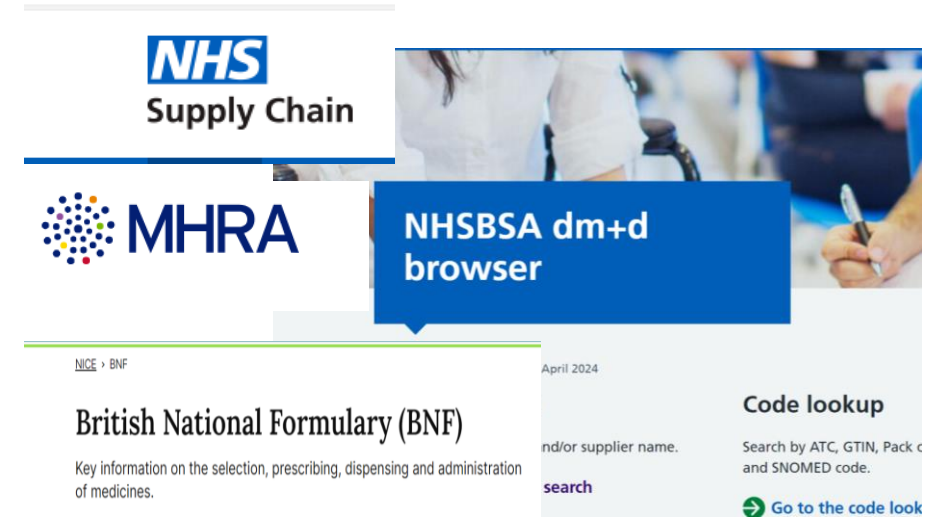 NHS
Supply Chain
MHRA
NHSBSA dm+d
browser
NICE › BNF
British National Formulary (BNF)
Key information on the selection, prescribing, dispensing and administration
of medicines.
April 2024
nd/or supplier name.
search
Code lookup
Search by ATC, GTIN, Pack
and SNOMED code.
Go to the code look